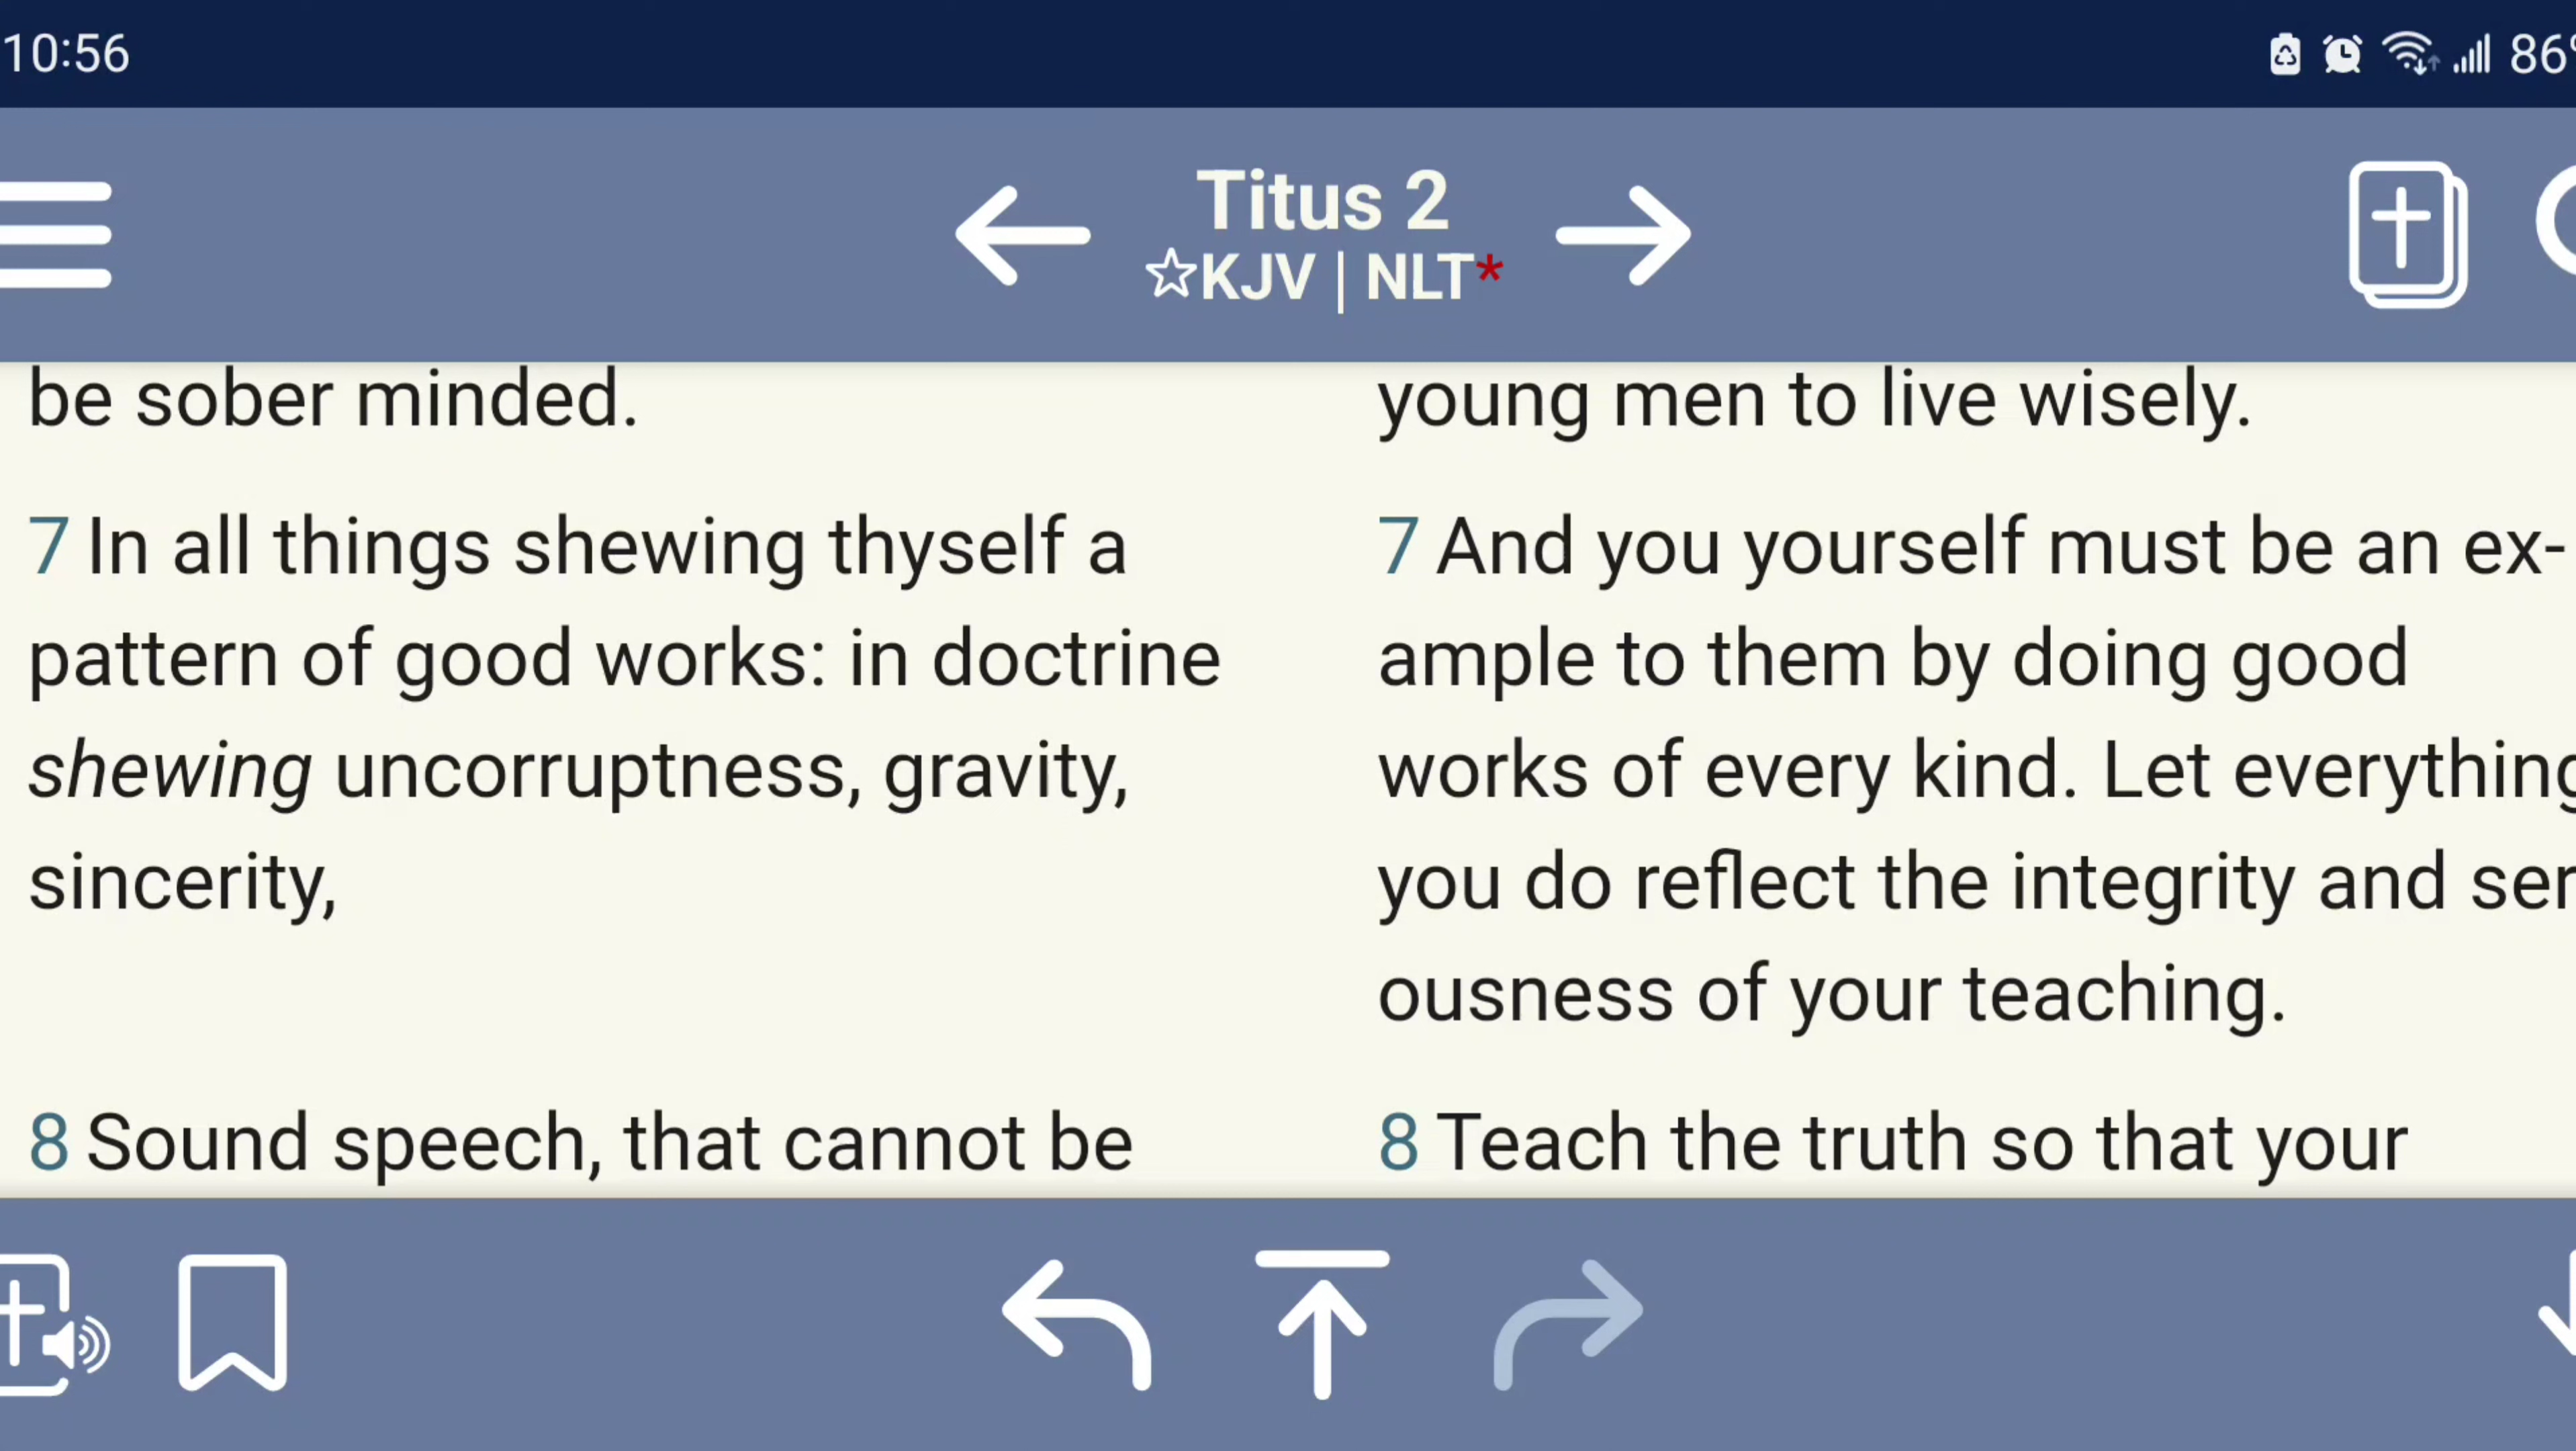 10:56
86
Titus 2
☆KJV | NLT*
be sober minded.
7 In all things shewing thyself a
pattern of good works: in doctrine
shewing uncorruptness, gravity,
sincerity,
8 Sound speech, that cannot be
young men to live wisely.
7 And you yourself must be an ex-
ample to them by doing good
works of every kind. Let everything
you do reflect the integrity and ser
ousness of your teaching.
8 Teach the truth so that your